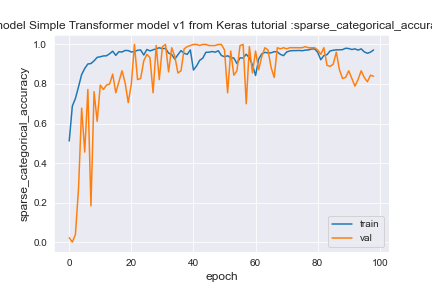 model Simple Transformer model v1 from Keras tutorial :sparse_categorical_accura
sparse_categorical_accuracy
1.0
0.8
0.6
0.4
0.2
0.0
0 20 40 60 80 100
epoch
train
val